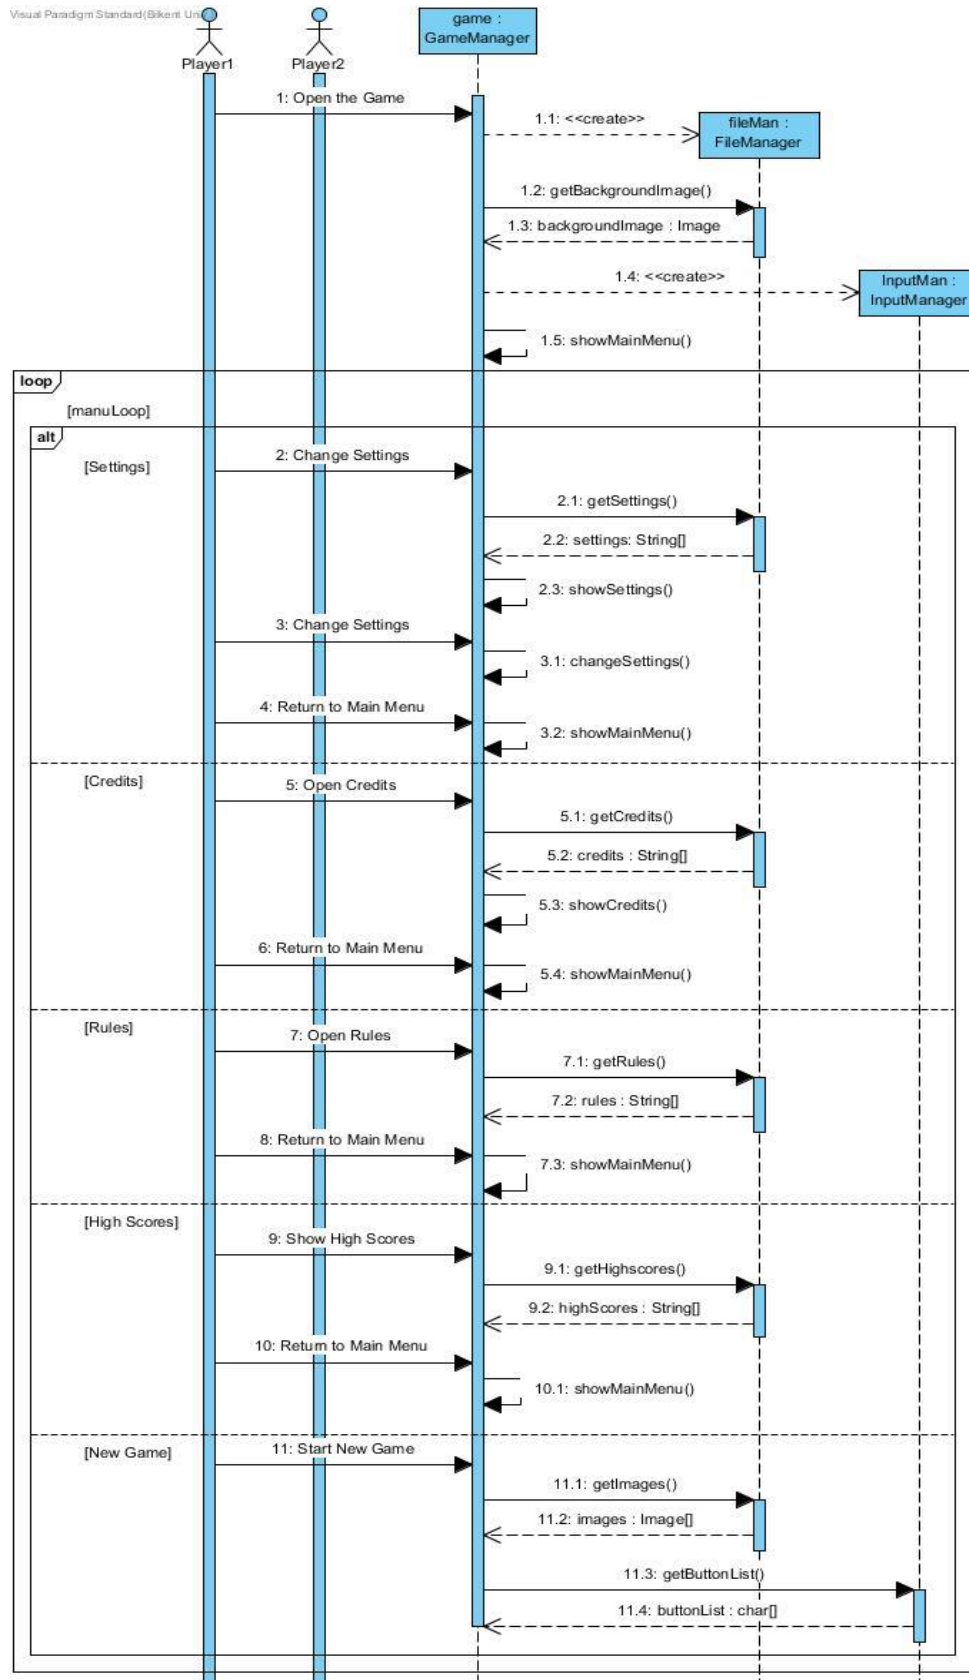 Visual Paradigm Standard(Bilkent Univ
Player1
Player2
game :
GameManager
1: Open the Game
1.1: <<create>>
fileMan :
FileManager
1.2: getBackgroundImage()
1.3: backgroundImage : Image
1.4: <<create>>
InputMan :
InputManager
1.5: showMainMenu()
loop
[manuLoop]
alt
[Settings]
2: Change Settings
2.1: getSettings()
2.2: settings: String[]
2.3: showSettings()
3: Change Settings
3.1: changeSettings()
4: Return to Main Menu
3.2: showMainMenu()
[Credits]
5: Open Credits
5.1: getCredits()
5.2: credits : String[]
5.3: showCredits()
6: Return to Main Menu
5.4: showMainMenu()
[Rules]
7: Open Rules
7.1: getRules()
7.2: rules : String[]
8: Return to Main Menu
7.3: showMainMenu()
[High Scores]
9: Show High Scores
9.1: getHighscores()
9.2: highScores : String[]
10: Return to Main Menu
10.1: showMainMenu()
[New Game]
11: Start New Game
11.1: getImages()
11.2: images : Image[]
11.3: getButtonList()
11.4: buttonList : char[]